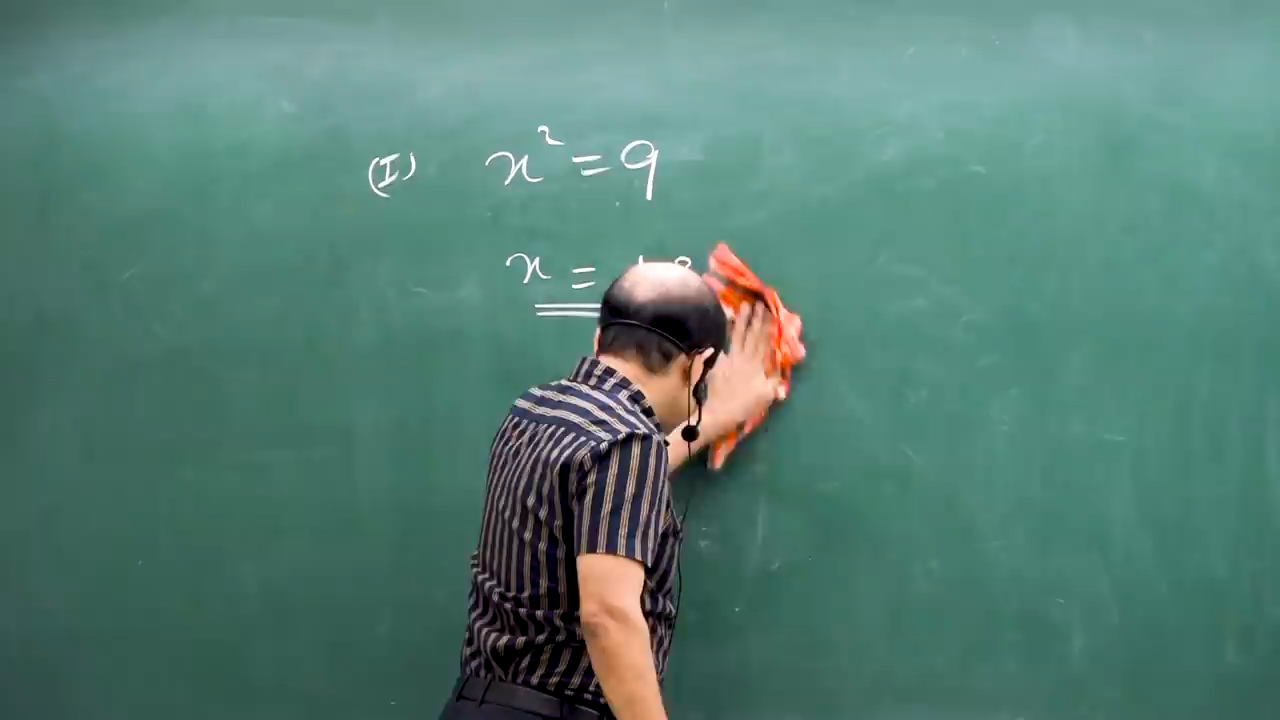 (I) x² = 9
x =